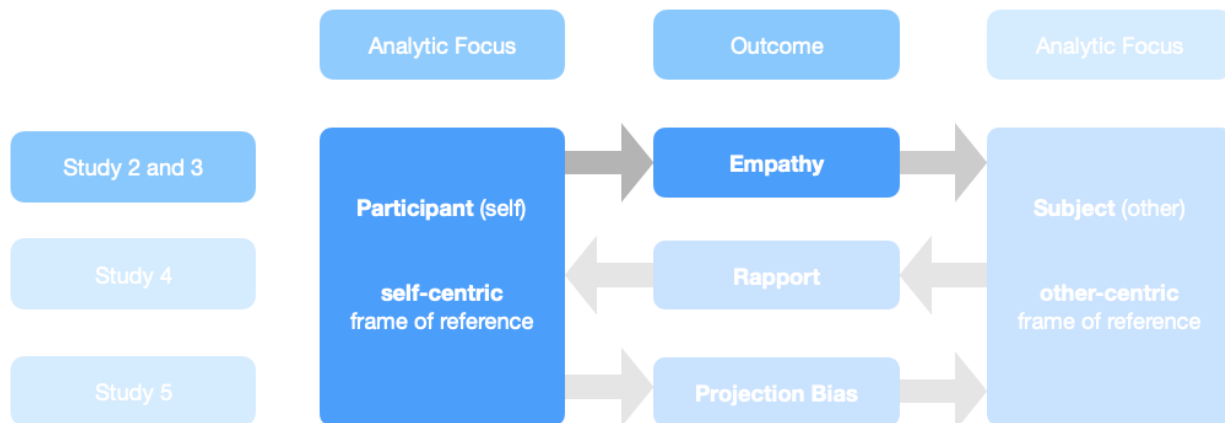 Analytic Focus
Outcome
Analytic Focus
Study 2 and 3
Empathy
Participant (self)
Subject (other)
Study 4
Rapport
self-centric
frame of reference
other-centric
frame of reference
Study 5
Projection Bias